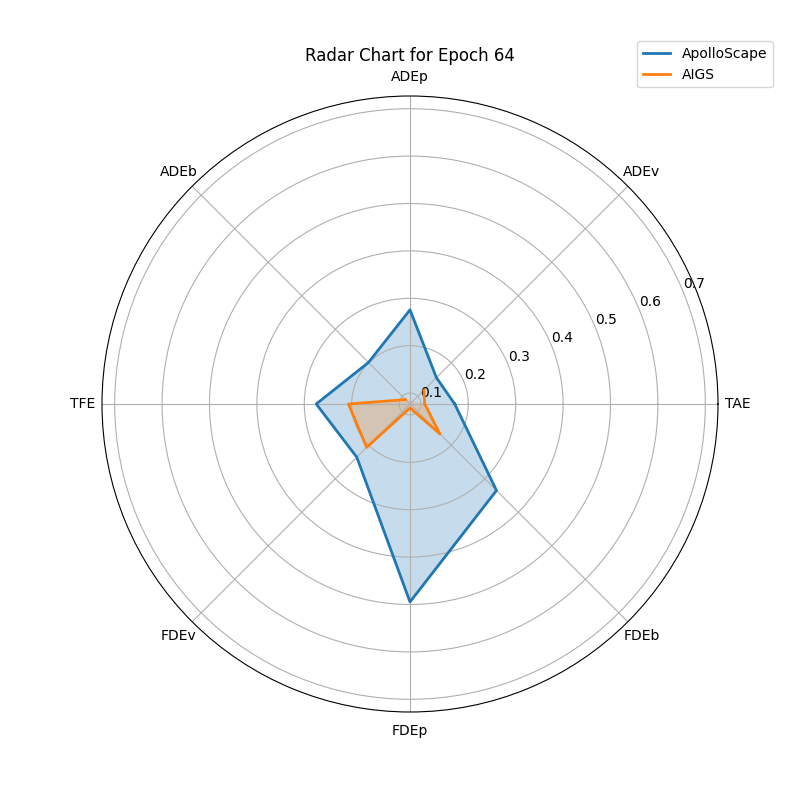 ApolloScape
AIGS
Radar Chart for Epoch 64
ADEp
ADEb
ADEv
0.7
0.6
0.5
0.4
0.3
0.2
0.1
TFE
TAE
FDEv
FDEb
FDEp